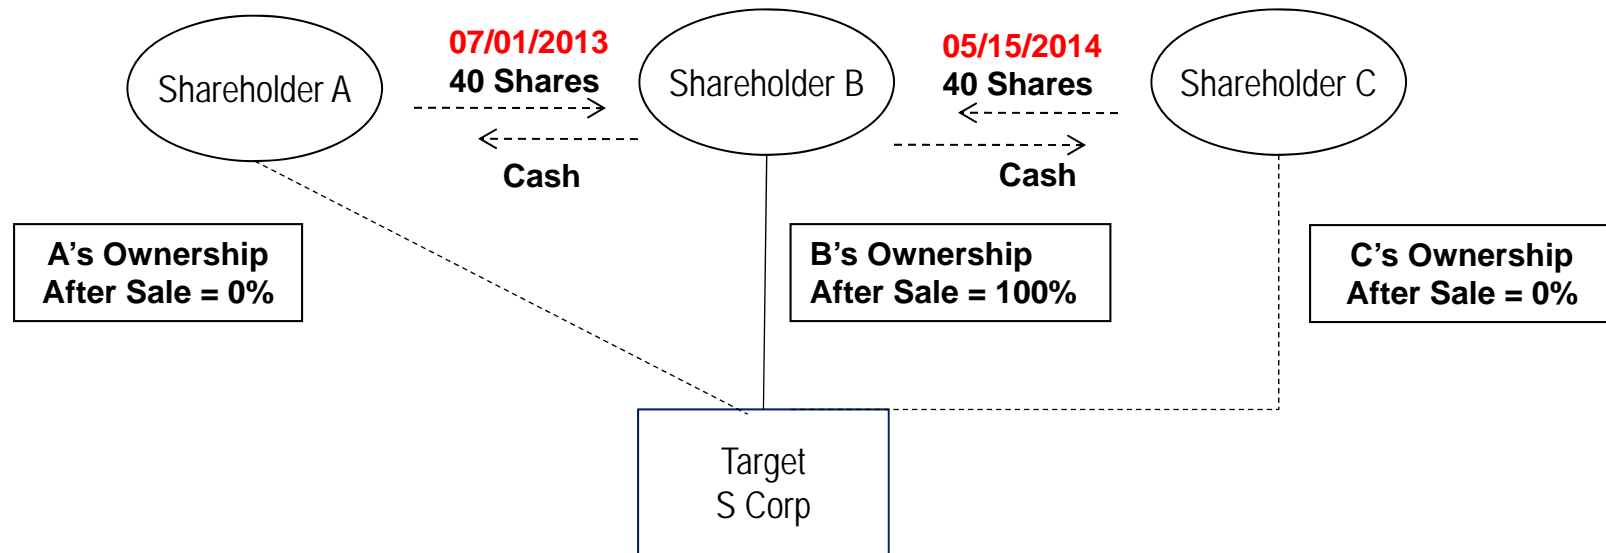 Shareholder A
07/01/2013
40 Shares
Cash
Shareholder B
05/15/2014
40 Shares
Cash
Shareholder C
A’s Ownership
After Sale = 0%
B’s Ownership
After Sale = 100%
C’s Ownership
After Sale = 0%
Target
S Corp